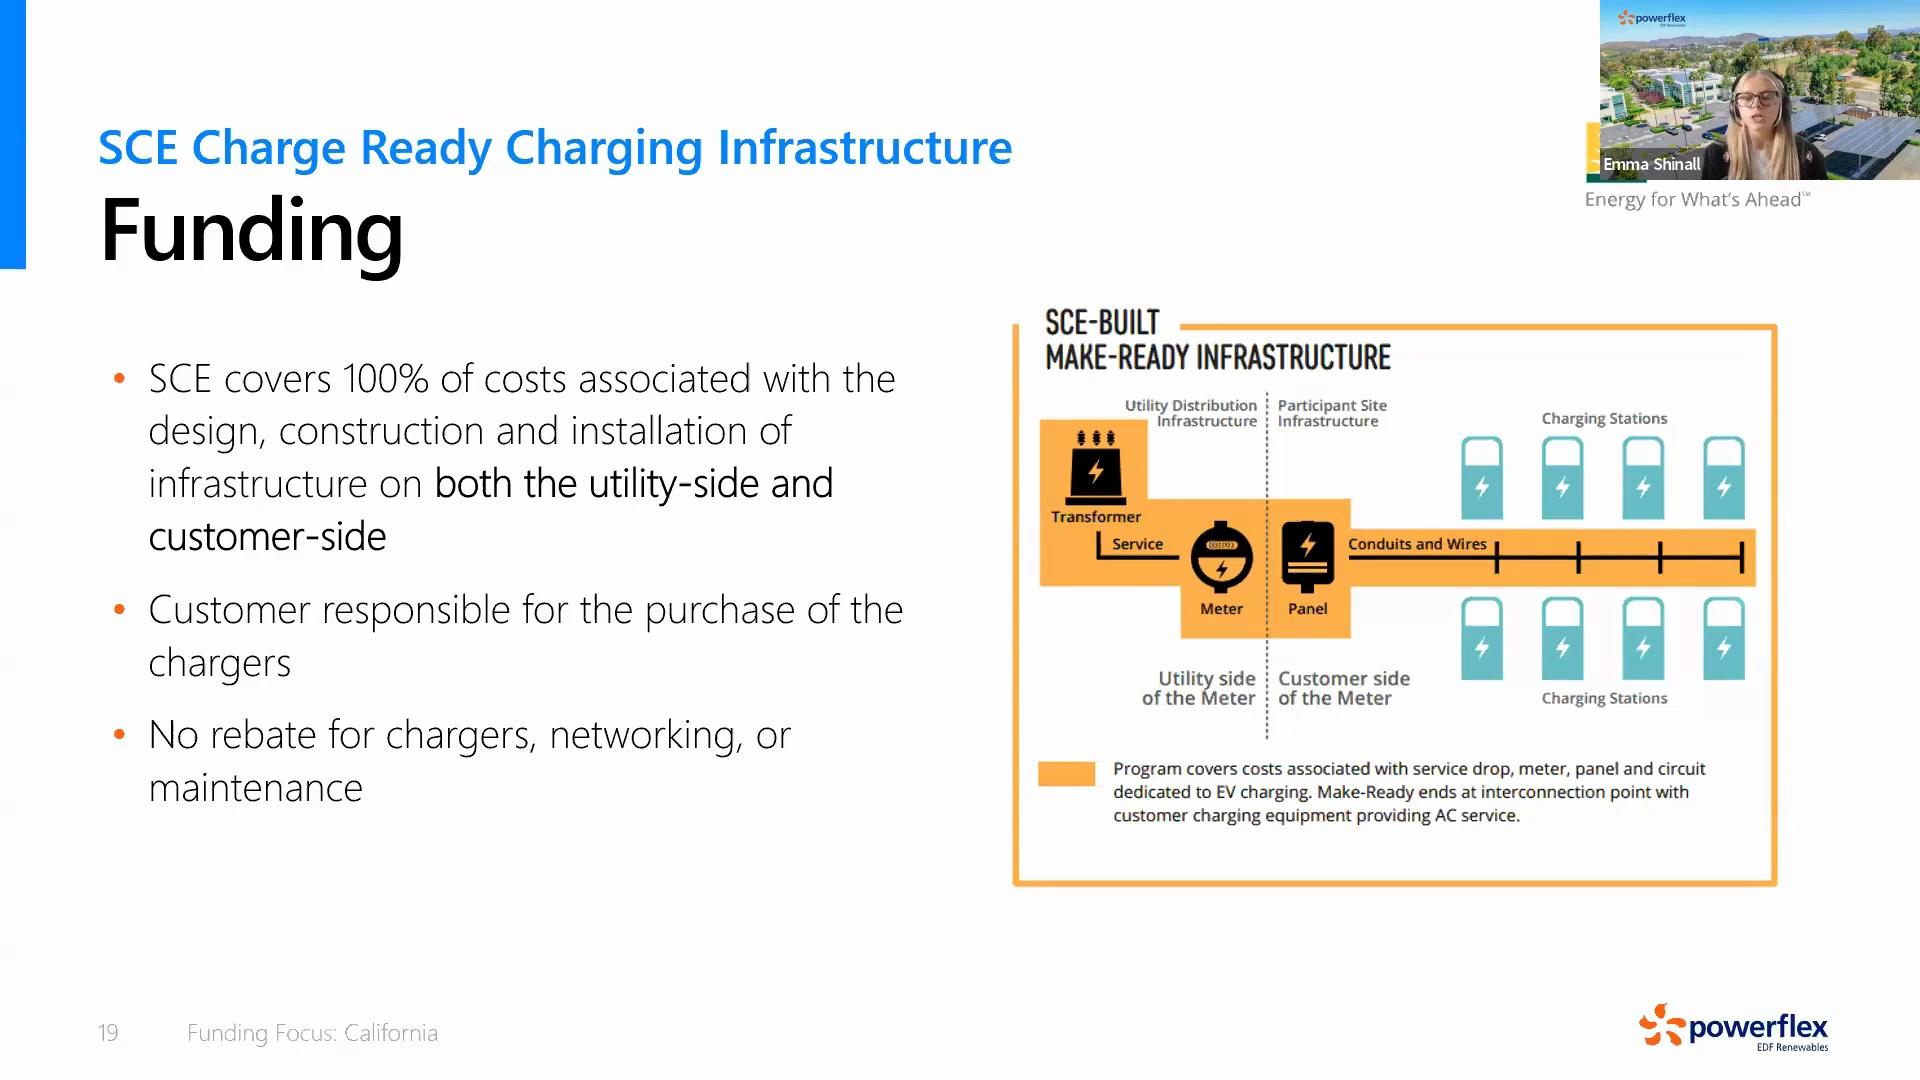 powerflex
Emma Shinall
Energy for What's Ahead℠
SCE Charge Ready Charging Infrastructure
Funding
• SCE covers 100% of costs associated with the
design, construction and installation of
infrastructure on both the utility-side and
customer-side
• Customer responsible for the purchase of the
chargers
• No rebate for chargers, networking, or
maintenance
SCE-BUILT
MAKE-READY INFRASTRUCTURE
Utility Distribution
Infrastructure
Participant Site
Infrastructure
Charging Stations
Transformer
Service
Conduits and Wires
Meter
Panel
Utility side
of the Meter
Customer side
of the Meter
Charging Stations
Program covers costs associated with service drop, meter, panel and circuit
dedicated to EV charging. Make-Ready ends at interconnection point with
customer charging equipment providing AC service.
19
Funding Focus: California
powerflex
EDF Renewables